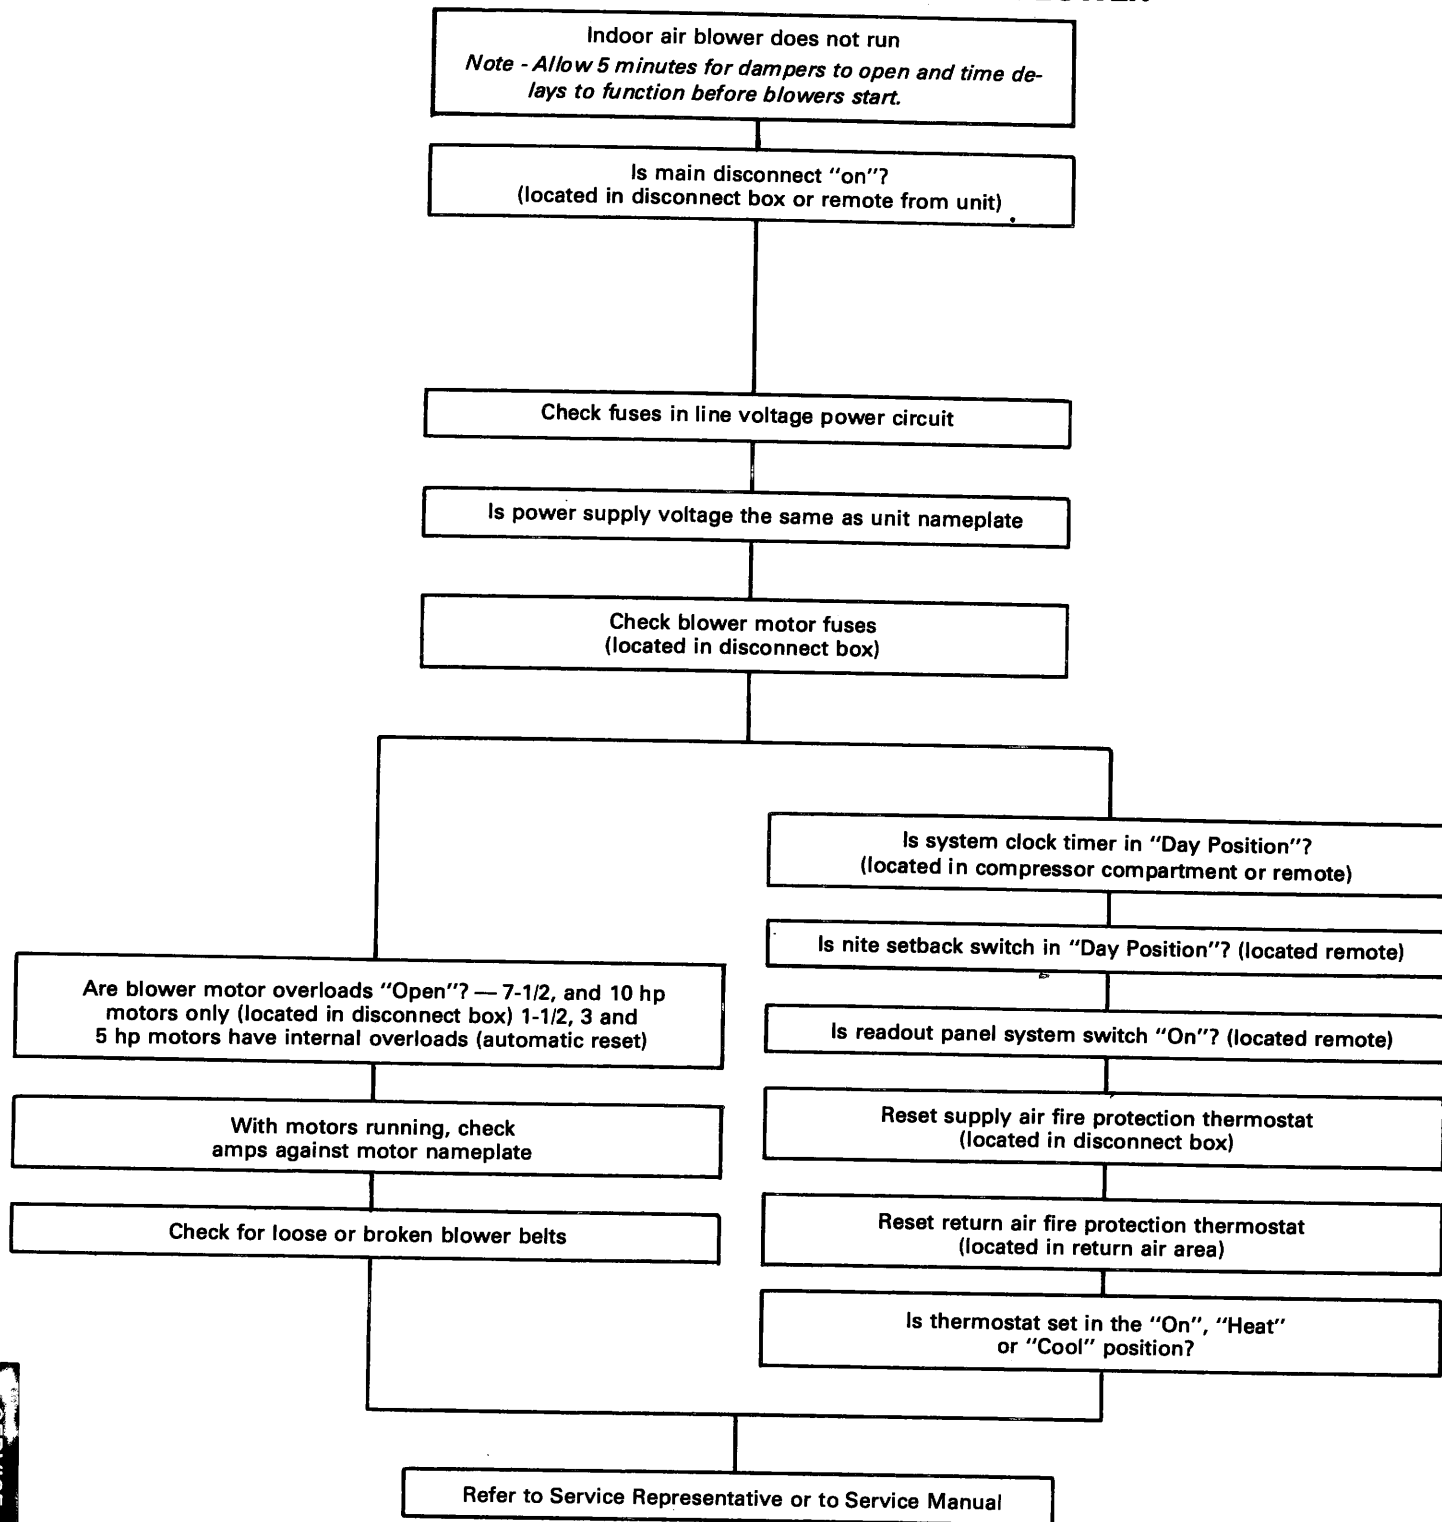 Indoor air blower does not run
Note - Allow 5 minutes for dampers to open and time de-
lays to function before blowers start.
Is main disconnect "on"?
(located in disconnect box or remote from unit)
Check fuses in line voltage power circuit
Is power supply voltage the same as unit nameplate
Check blower motor fuses
(located in disconnect box)
Are blower motor overloads "Open"? — 7-1/2, and 10 hp
motors only (located in disconnect box) 1-1/2, 3 and
5 hp motors have internal overloads (automatic reset)
With motors running, check
amps against motor nameplate
Check for loose or broken blower belts
Is system clock timer in "Day Position"?
(located in compressor compartment or remote)
Is nite setback switch in "Day Position"? (located remote)
Is readout panel system switch "On"? (located remote)
Reset supply air fire protection thermostat
(located in disconnect box)
Reset return air fire protection thermostat
(located in return air area)
Is thermostat set in the "On", "Heat"
or "Cool" position?
Refer to Service Representative or to Service Manual